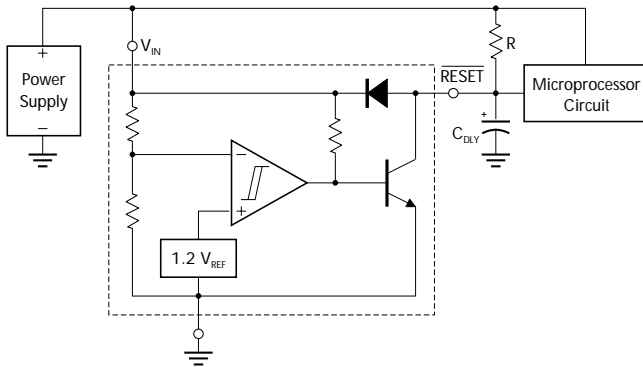 V_IN
R
+
Power
Supply
−
RESET
Microprocessor
Circuit
+
C_DLY
−
+
1.2 V_REF